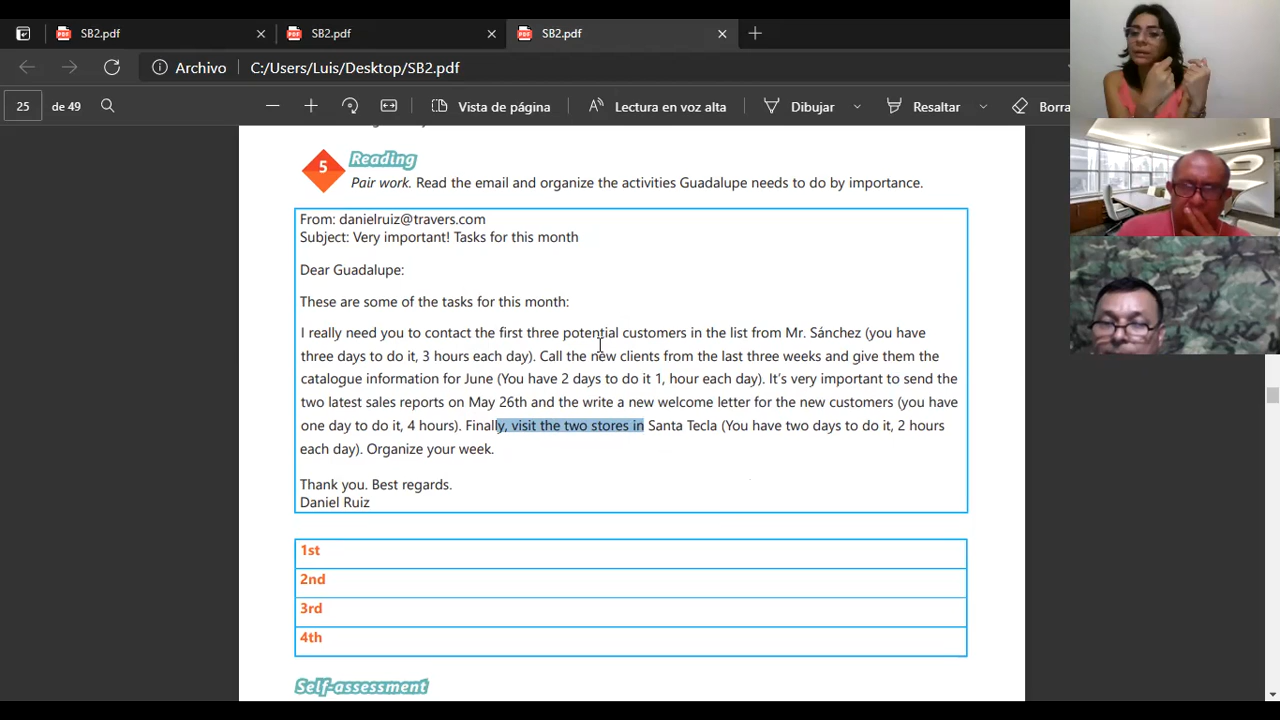 SB2.pdf
SB2.pdf
SB2.pdf
Archivo C:/Users/Luis/Desktop/SB2.pdf
25 de 49 Vista de página Lectura en voz alta Dibujar Resaltar Borra
5 Reading
Pair work. Read the email and organize the activities Guadalupe needs to do by importance.
From: danielruiz@travers.com
Subject: Very important! Tasks for this month
Dear Guadalupe:
These are some of the tasks for this month:
I really need you to contact the first three potential customers in the list from Mr. Sánchez (you have
three days to do it, 3 hours each day). Call the new clients from the last three weeks and give them the
catalogue information for June (You have 2 days to do it 1, hour each day). It's very important to send the
two latest sales reports on May 26th and the write a new welcome letter for the new customers (you have
one day to do it, 4 hours). Finally, visit the two stores in Santa Tecla (You have two days to do it, 2 hours
each day). Organize your week.
Thank you. Best regards.
Daniel Ruiz
1st
2nd
3rd
4th
Self-assessment